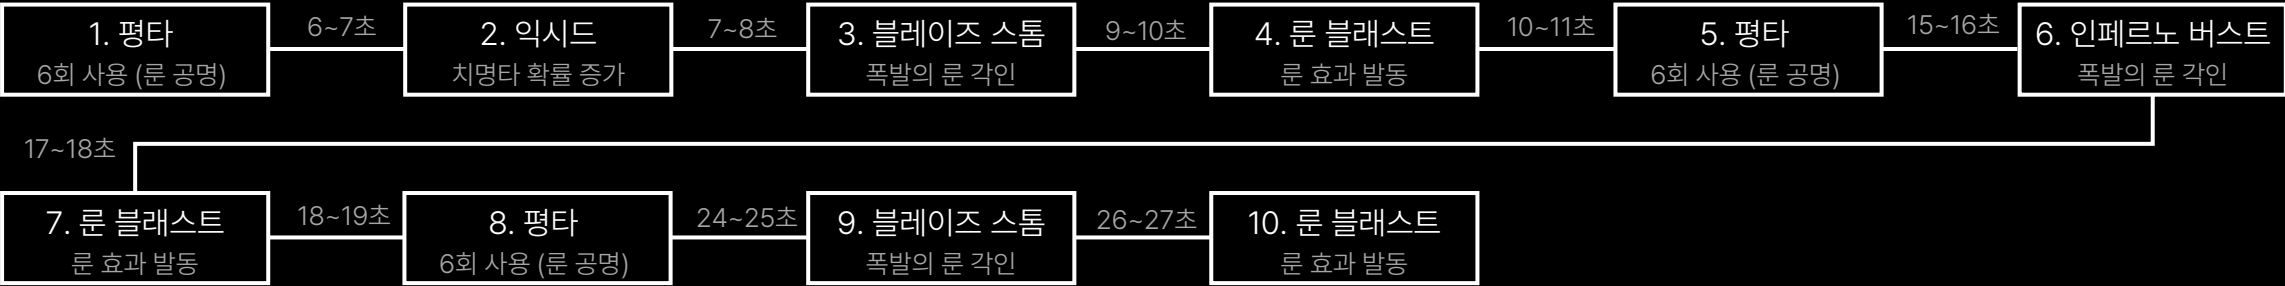 1. 평타
6회 사용 (룬 공명)
6~7초
2. 익시드
치명타 확률 증가
7~8초
3. 블레이즈 스톰
폭발의 룬 각인
9~10초
4. 룬 블래스트
룬 효과 발동
10~11초
5. 평타
6회 사용 (룬 공명)
15~16초
6. 인페르노 버스트
폭발의 룬 각인
17~18초
7. 룬 블래스트
룬 효과 발동
18~19초
8. 평타
6회 사용 (룬 공명)
24~25초
9. 블레이즈 스톰
폭발의 룬 각인
26~27초
10. 룬 블래스트
룬 효과 발동